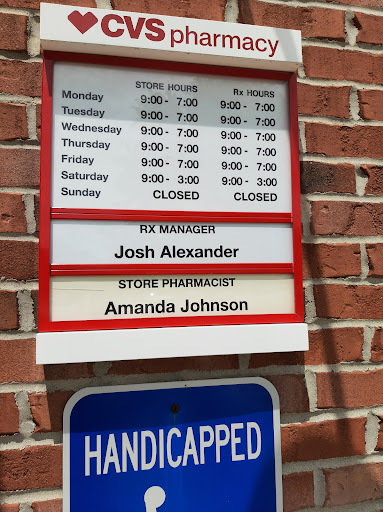 CVS pharmacy
STORE HOURS Rx HOURS
Monday 9:00 - 7:00 9:00 - 7:00
Tuesday 9:00 - 7:00 9:00 - 7:00
Wednesday 9:00 - 7:00 9:00 - 7:00
Thursday 9:00 - 7:00 9:00 - 7:00
Friday 9:00 - 7:00 9:00 - 7:00
Saturday 9:00 - 3:00 9:00 - 3:00
Sunday CLOSED CLOSED
RX MANAGER
Josh Alexander
STORE PHARMACIST
Amanda Johnson
HANDICAPPED